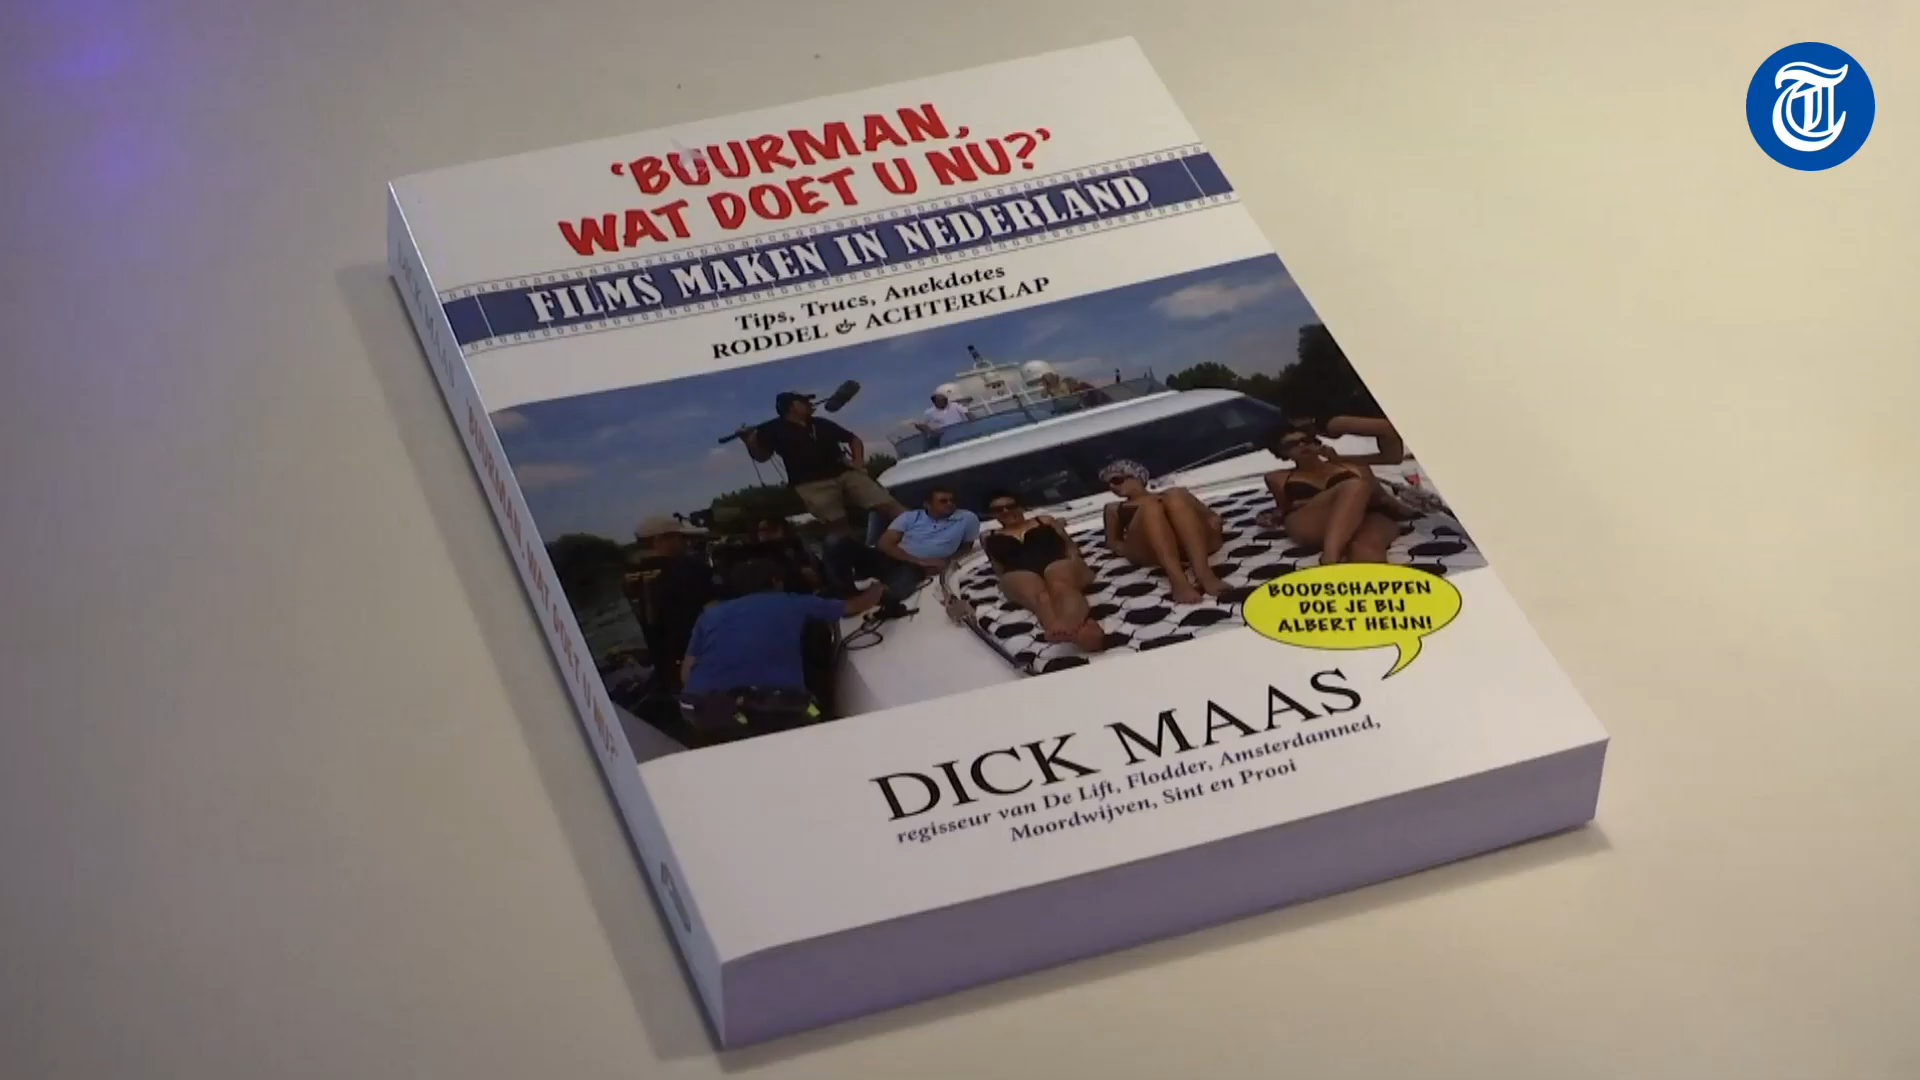 'BUURMAN,
WAT DOET U NU?'
FILMS MAKEN IN NEDERLAND
Tips, Trucs, Anekdotes
RODDEL & ACHTERKLAP
BOODSCHAPPEN
DOE JE BIJ
ALBERT HEIJN!
DICK MAAS
regisseur van De Lift, Flodder, Amsterdamned,
Moordwijven, Sint en Prooi
DICK MAAS
'BUURMAN, WAT DOET U NU?'
T